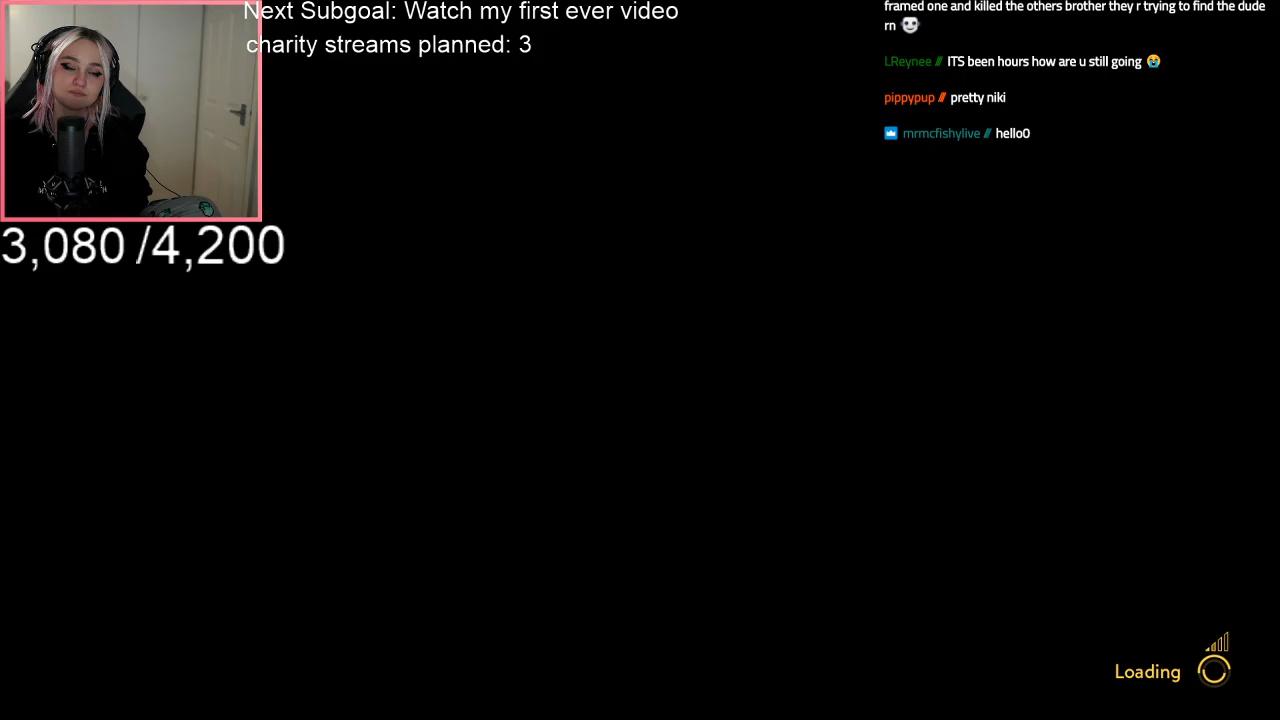 Next Subgoal: Watch my first ever video
charity streams planned: 3
framed one and killed the others brother they r trying to find the dude
rn
LReynee // ITS been hours how are u still going 😭
pippypup // pretty niki
mrmcfishylive // hello0
3,080 /4,200
Loading